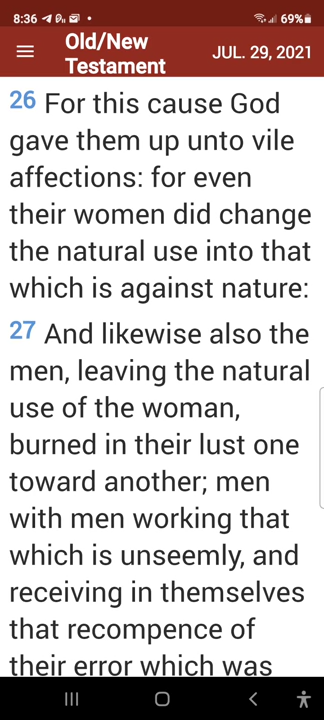 8:36
69%
Old/New
Testament
JUL. 29, 2021
26 For this cause God
gave them up unto vile
affections: for even
their women did change
the natural use into that
which is against nature:
27 And likewise also the
men, leaving the natural
use of the woman,
burned in their lust one
toward another; men
with men working that
which is unseemly, and
receiving in themselves
that recompence of
their error which was